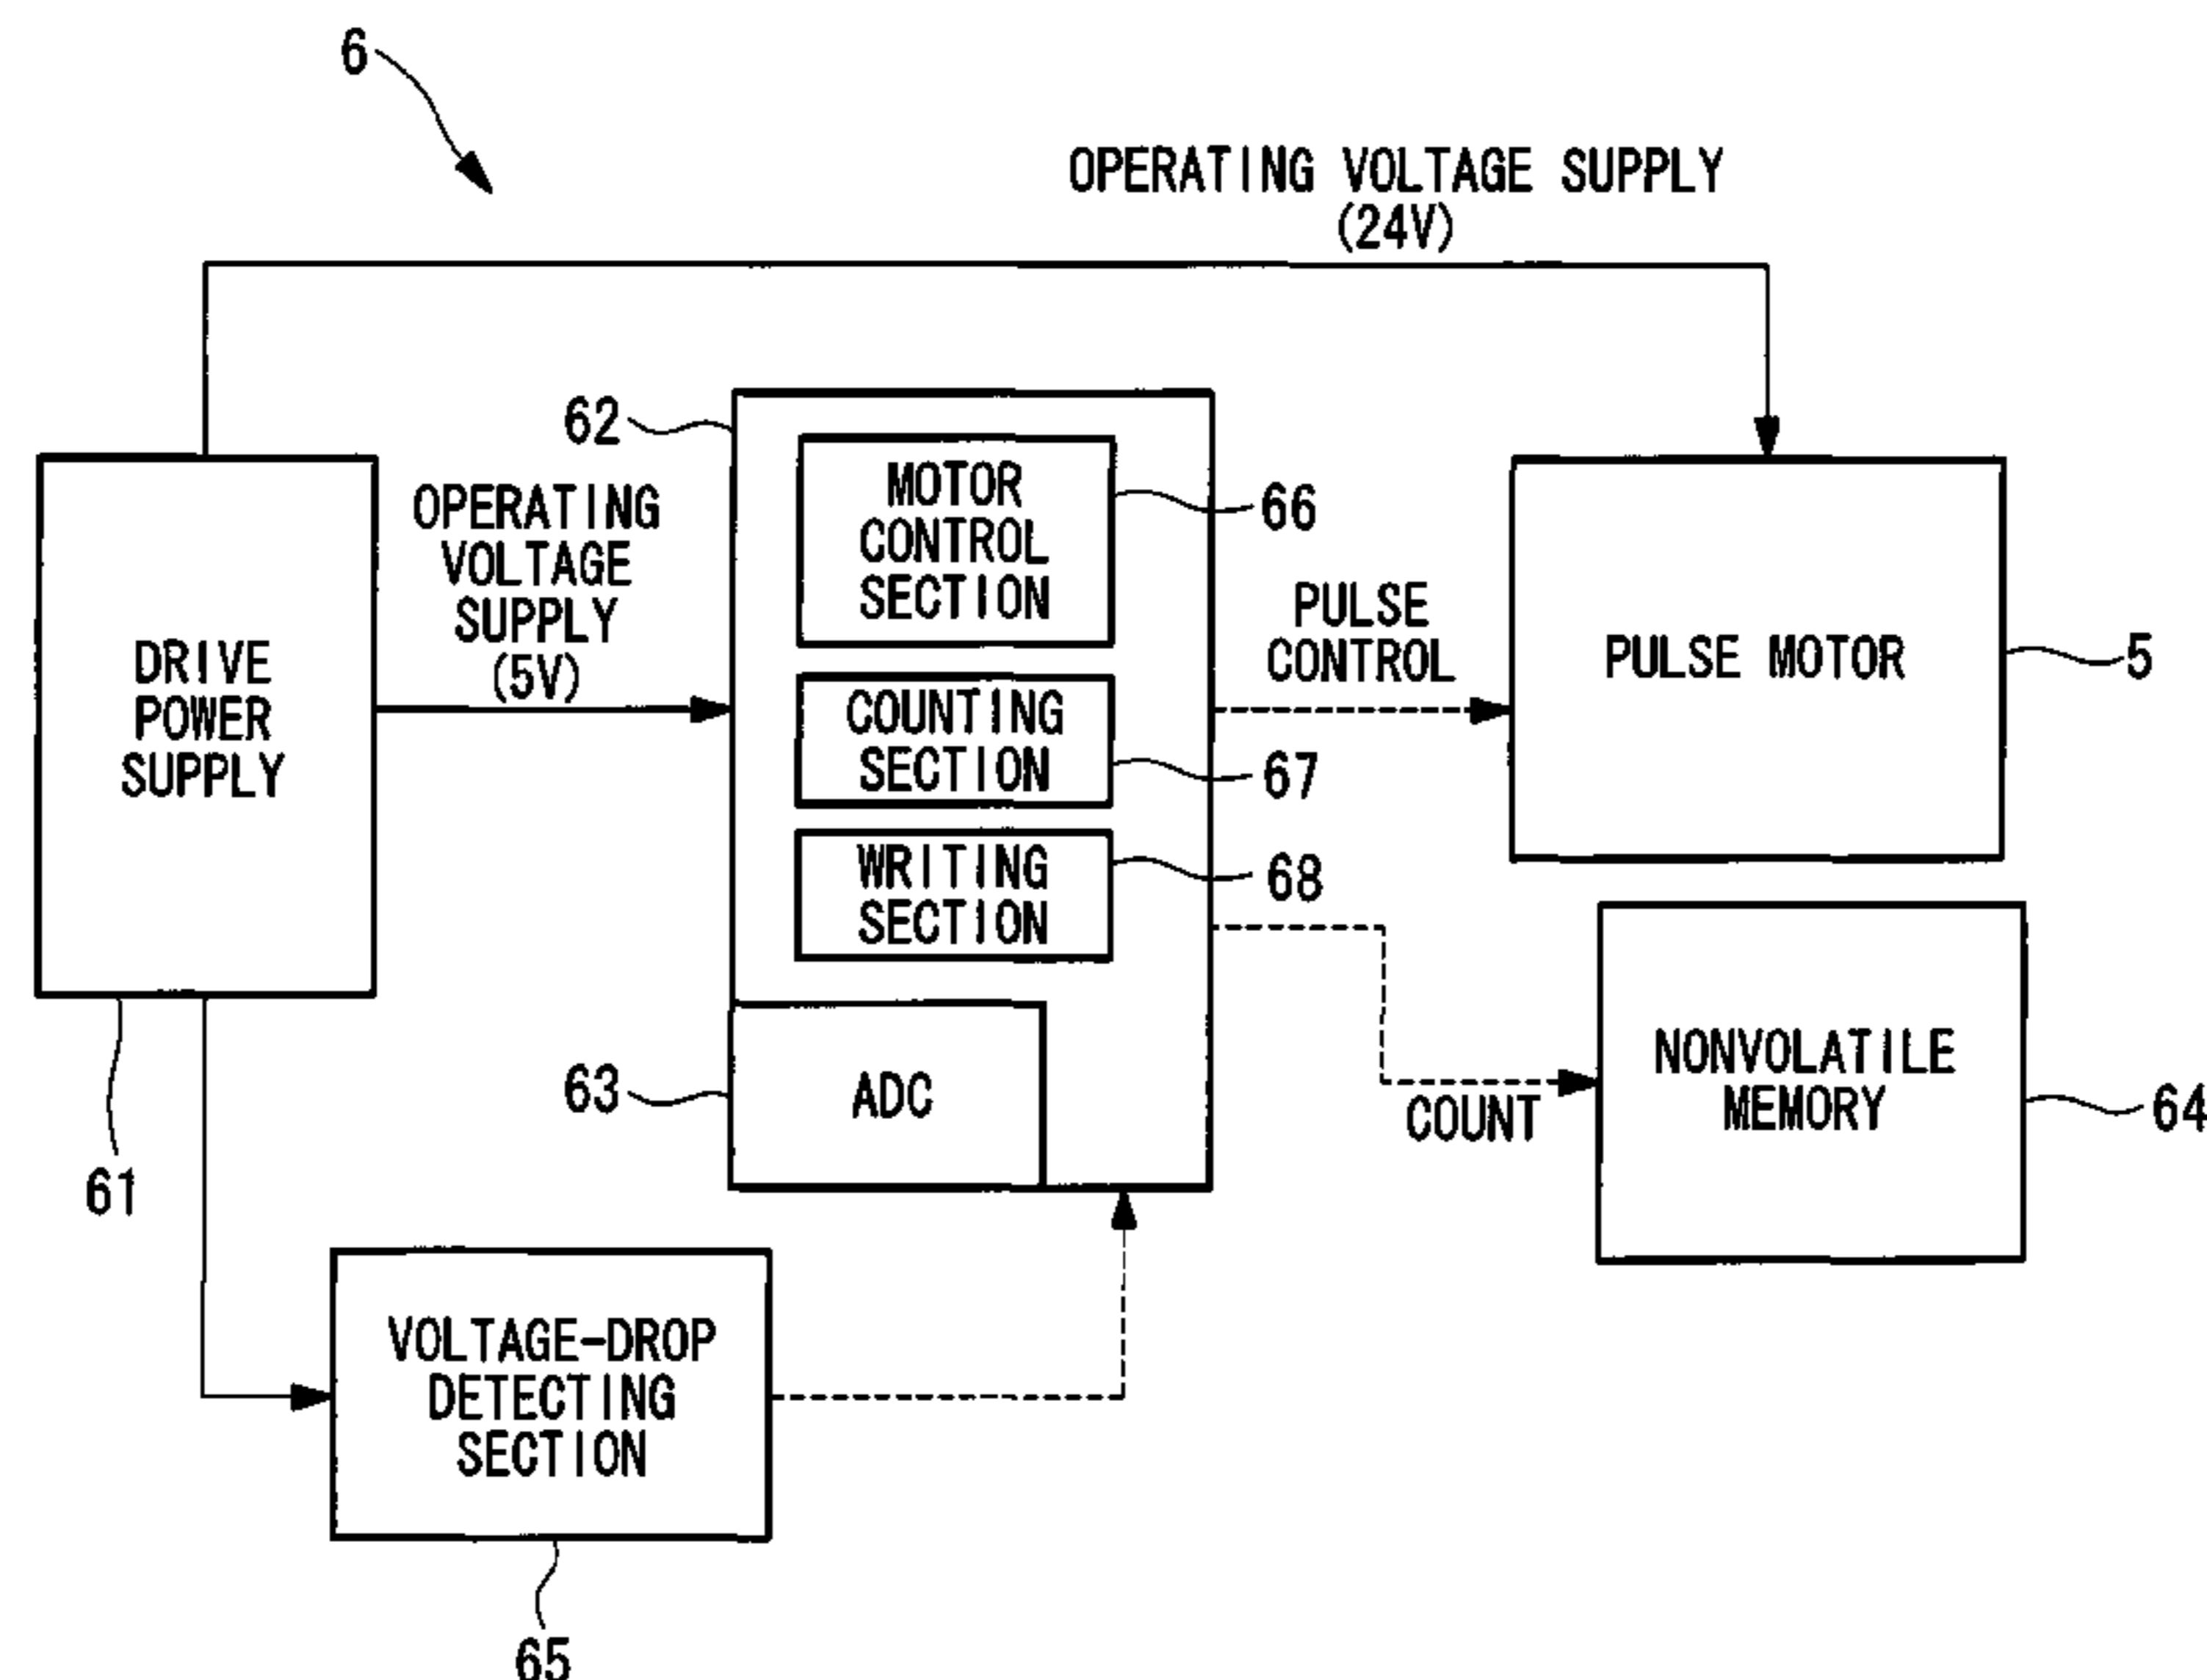 6
OPERATING VOLTAGE SUPPLY
(24V)
62
MOTOR
CONTROL
SECTION
66
OPERATING
VOLTAGE
SUPPLY
(5V)
DRIVE
POWER
SUPPLY
PULSE
CONTROL
PULSE MOTOR
5
COUNTING
SECTION
67
WRITING
SECTION
68
63
ADC
COUNT
NONVOLATILE
MEMORY
64
61
VOLTAGE-DROP
DETECTING
SECTION
65